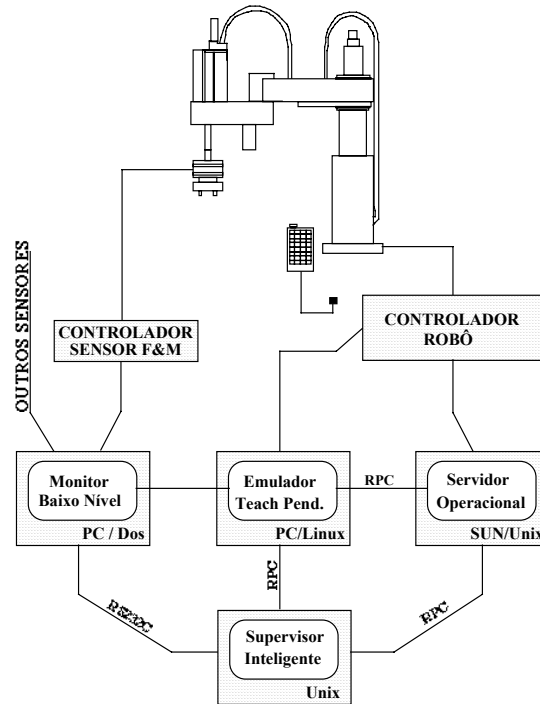 OUTROS SENSORES
CONTROLADOR
SENSOR F&M
CONTROLADOR
ROBÔ
Monitor
Baixo Nível
PC / Dos
Emulador
Teach Pend.
PC/Linux
RPC
Servidor
Operacional
SUN/Unix
RS232C
RPC
RPC
Supervisor
Inteligente
Unix